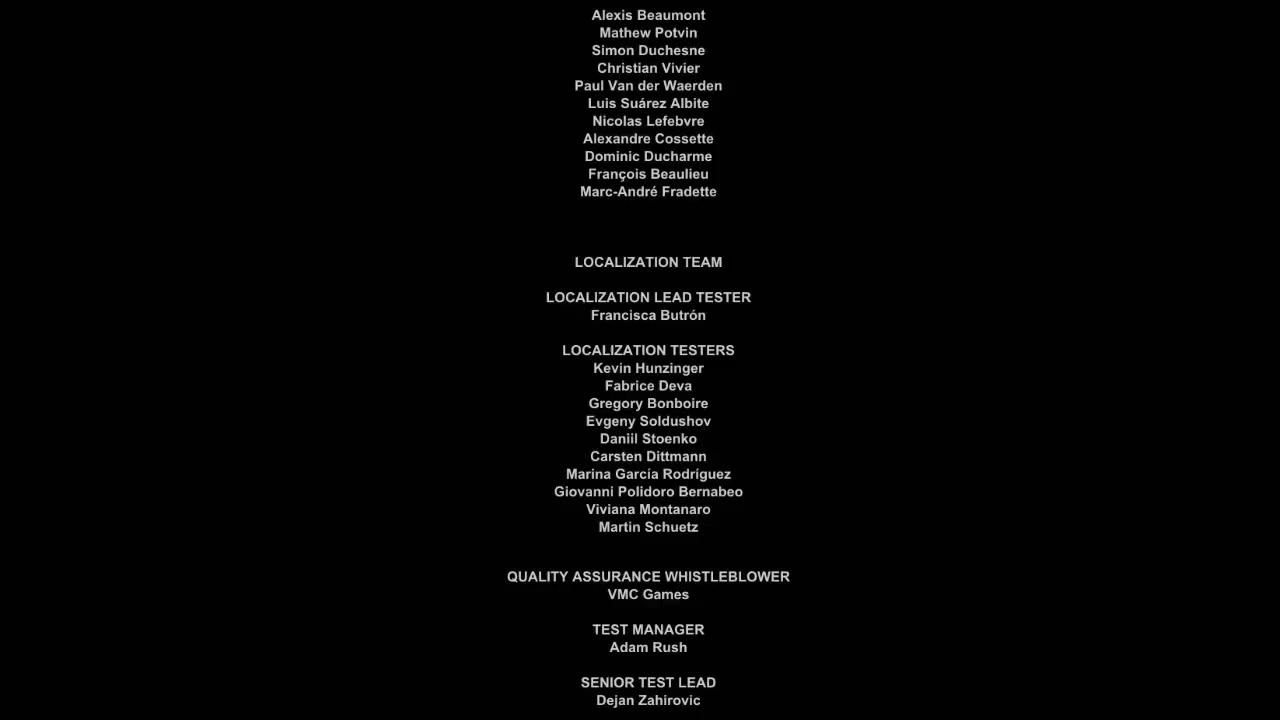 Alexis Beaumont
Mathew Potvin
Simon Duchesne
Christian Vivier
Paul Van der Waerden
Luis Suárez Albite
Nicolas Lefebvre
Alexandre Cossette
Dominic Ducharme
François Beaulieu
Marc-André Fradette
LOCALIZATION TEAM
LOCALIZATION LEAD TESTER
Francisca Butrón
LOCALIZATION TESTERS
Kevin Hunzinger
Fabrice Deva
Gregory Bonboire
Evgeny Soldushov
Daniil Stoenko
Carsten Dittmann
Marina García Rodríguez
Giovanni Polidoro Bernabeo
Viviana Montanaro
Martin Schuetz
QUALITY ASSURANCE WHISTLEBLOWER
VMC Games
TEST MANAGER
Adam Rush
SENIOR TEST LEAD
Dejan Zahirovic